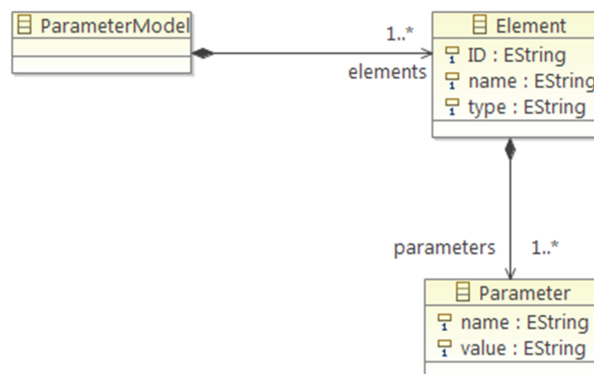 ParameterModel
1..*
elements
Element
ID : EString
name : EString
type : EString
parameters 1..*
Parameter
name : EString
value : EString